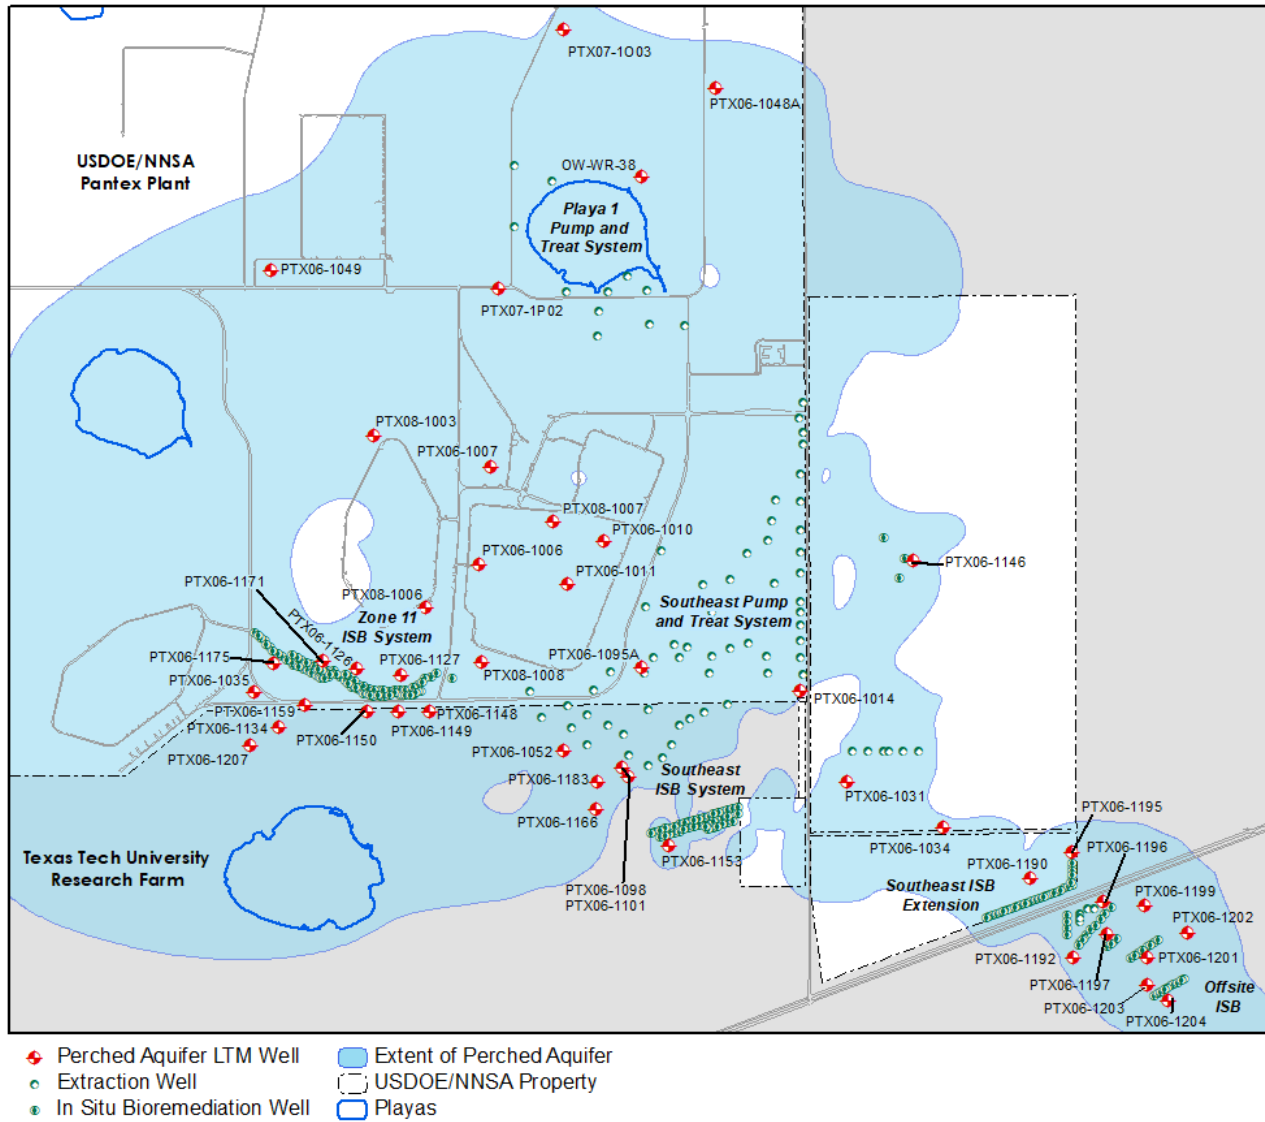 PTX07-1O03
PTX06-1048A
USDOE/NNSA
Pantex Plant
OW-WR-38
Playa 1
Pump and
Treat System
PTX06-1049
PTX07-1P02
PTX08-1003
PTX06-1007
PTX08-1007
PTX06-1010
PTX06-1006
PTX06-1011
PTX06-1146
PTX06-1171
PTX08-1006
Zone 11
ISB System
Southeast Pump
and Treat System
PTX06-1126
PTX06-1175
PTX06-1127
PTX06-1095A
PTX08-1008
PTX06-1035
PTX06-1014
PTX06-1159
PTX06-1148
PTX06-1134
PTX06-1150
PTX06-1149
PTX06-1207
PTX06-1052
PTX06-1183
Southeast
ISB System
PTX06-1031
PTX06-1166
PTX06-1195
PTX06-1034
PTX06-1196
PTX06-1153
Texas Tech University
Research Farm
PTX06-1190
PTX06-1098
PTX06-1101
Southeast ISB
Extension
PTX06-1199
PTX06-1202
PTX06-1192
PTX06-1201
PTX06-1197
PTX06-1203
PTX06-1204
Offsite
ISB
Perched Aquifer LTM Well
Extraction Well
In Situ Bioremediation Well
Extent of Perched Aquifer
USDOE/NNSA Property
Playas